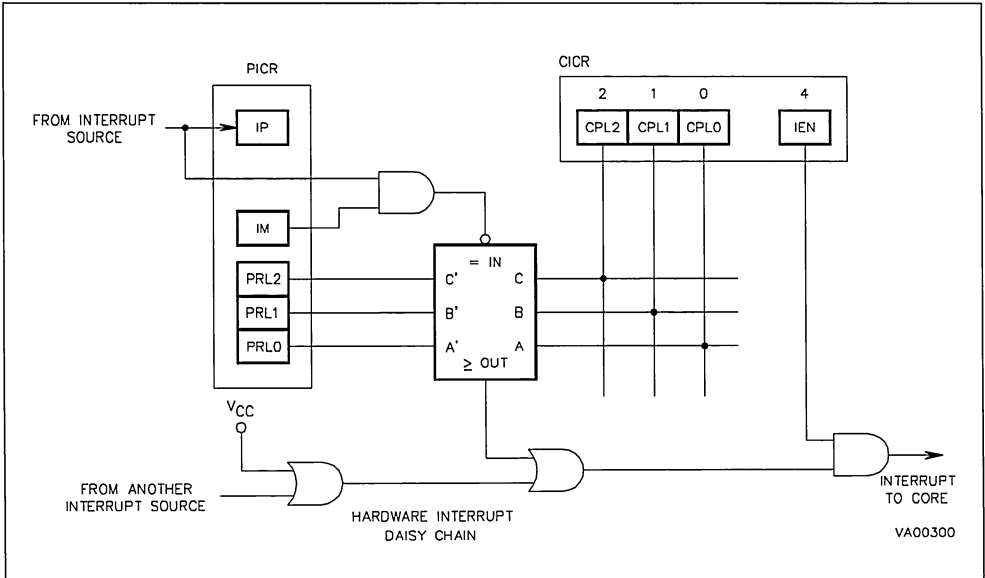 PICR
CICR
2 1 0 4
FROM INTERRUPT
SOURCE
IP
CPL2 CPL1 CPL0 IEN
IM
= IN
PRL2 C' C
PRL1 B' B
PRL0 A' A
≥ OUT
VCC
FROM ANOTHER
INTERRUPT SOURCE
HARDWARE INTERRUPT
DAISY CHAIN
INTERRUPT
TO CORE
VA00300